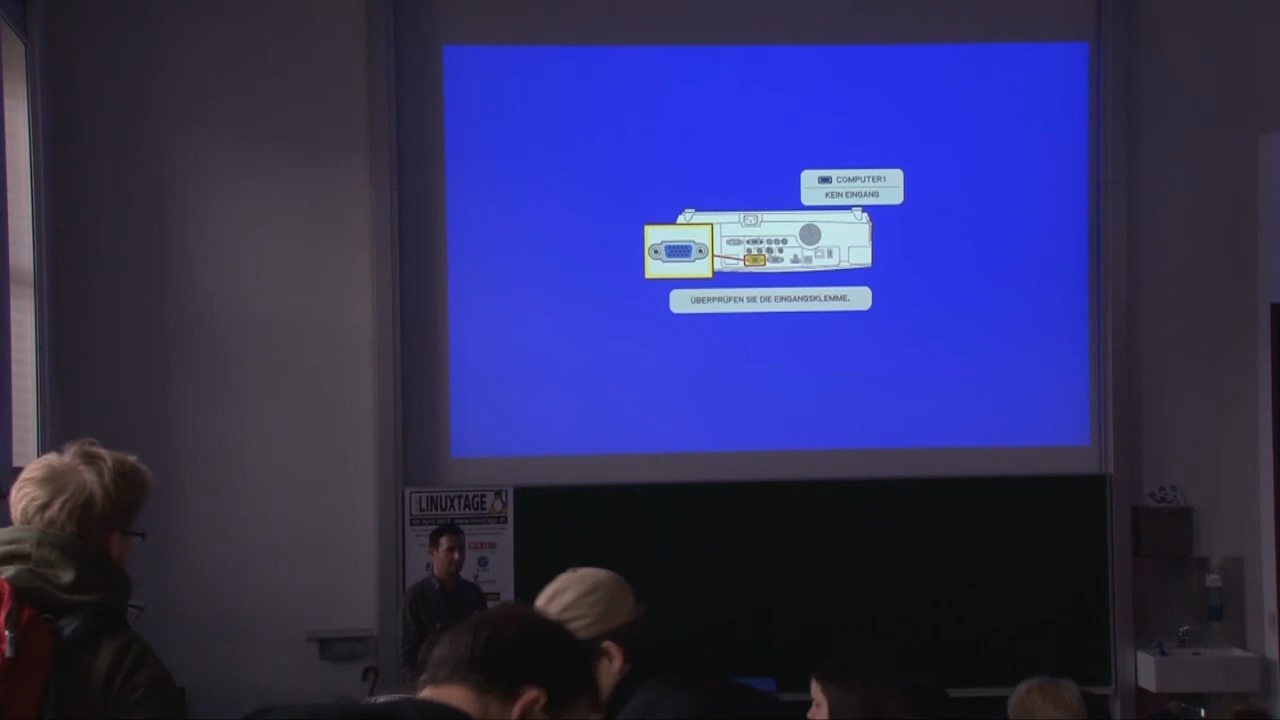 COMPUTER1
KEIN EINGANG
ÜBERPRÜFEN SIE DIE EINGANGSKLEMME.
LINUXTAGE